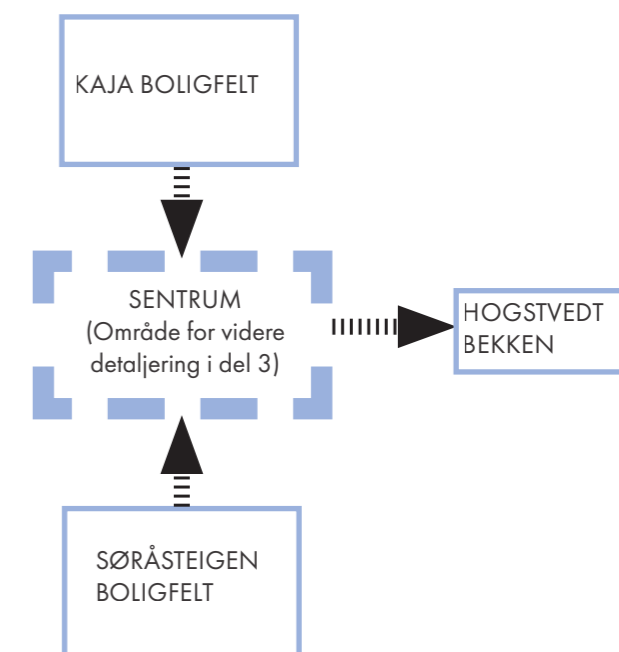 KAJA BOLIGFELT
SENTRUM
(Område for videre
detaljering i del 3)
HOGSTVEDT
BEKKEN
SØRÅSTEIGEN
BOLIGFELT